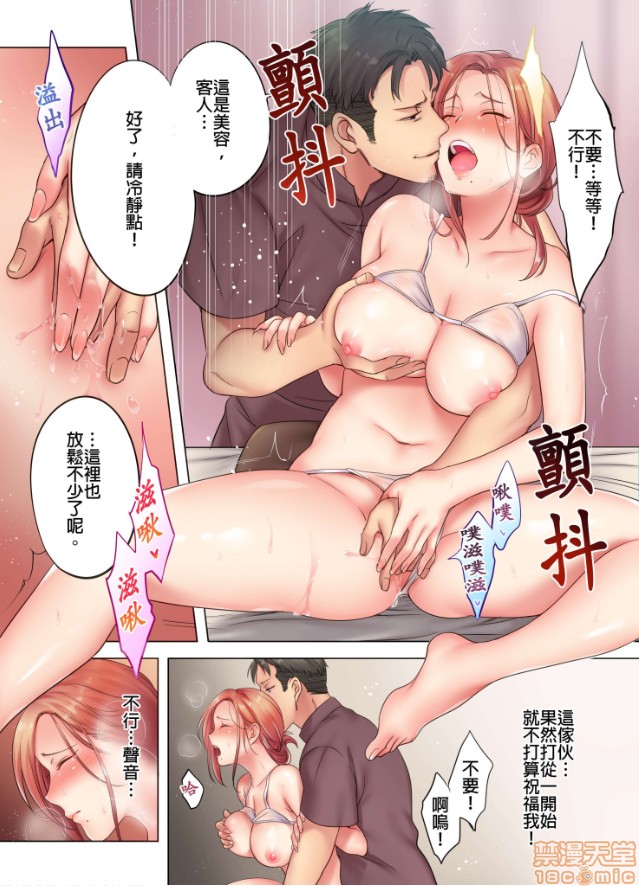 不要…等等！
不行！
顫抖
這是美容，
客人…
好了，請冷靜點！
溢出
顫抖
啾噗
噗滋噗滋
…這裡也
放鬆不少了呢。
滋啾
滋啾
這傢伙…
果然打從一開始
就不打算祝福我！
不要！
啊嗚！
哈
不行…聲音…
禁漫天堂
18comic